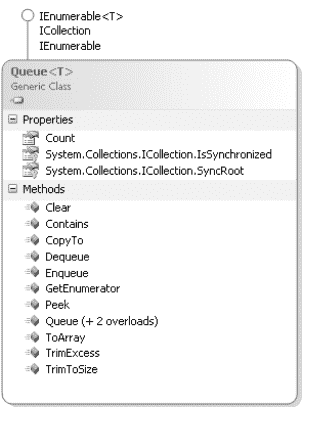 IEnumerable<T>
ICollection
IEnumerable
Queue<T>
Generic Class
Properties
Count
System.Collections.ICollection.IsSynchronized
System.Collections.ICollection.SyncRoot
Methods
Clear
Contains
CopyTo
Dequeue
Enqueue
GetEnumerator
Peek
Queue (+ 2 overloads)
ToArray
TrimExcess
TrimToSize